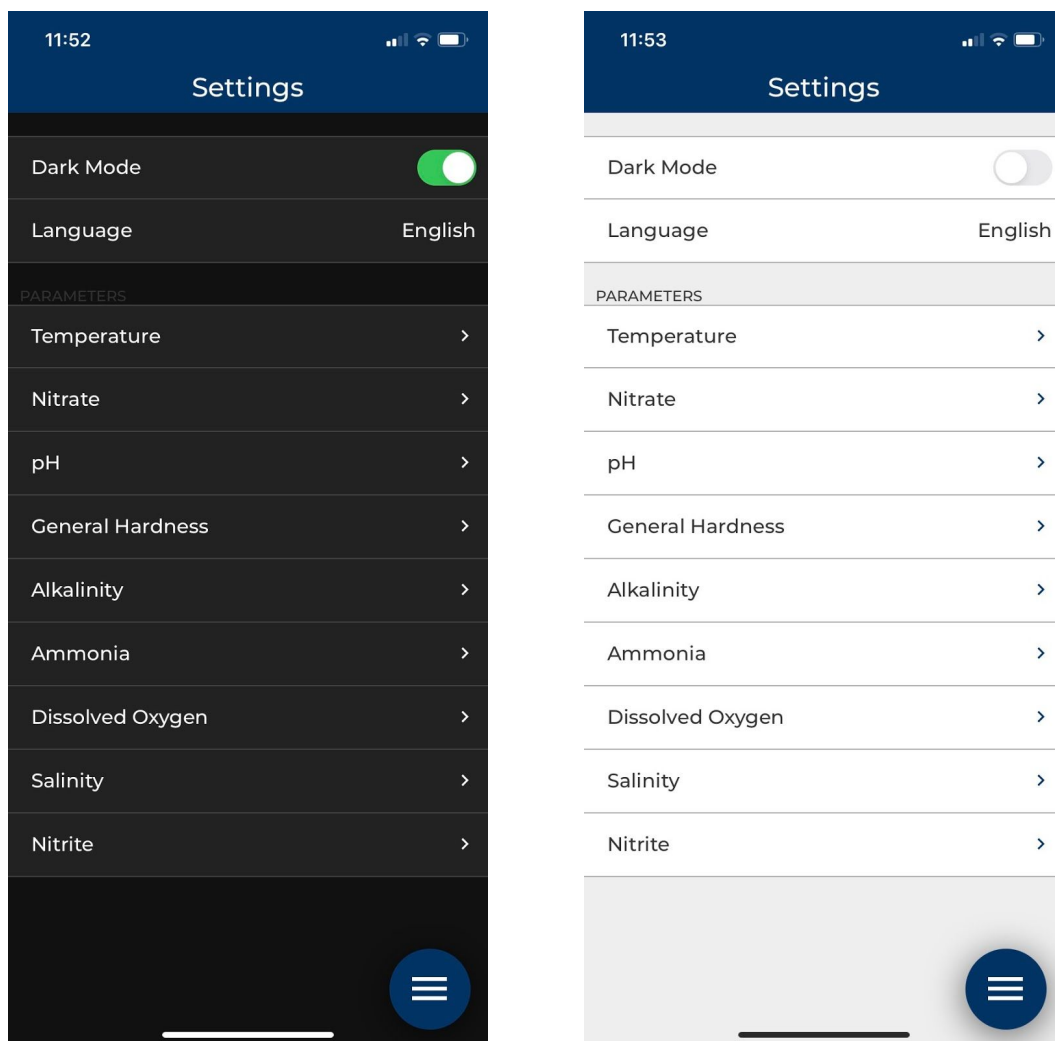 11:52
Settings
Dark Mode
Language English
PARAMETERS
Temperature
Nitrate
pH
General Hardness
Alkalinity
Ammonia
Dissolved Oxygen
Salinity
Nitrite
11:53
Settings
Dark Mode
Language English
PARAMETERS
Temperature
Nitrate
pH
General Hardness
Alkalinity
Ammonia
Dissolved Oxygen
Salinity
Nitrite